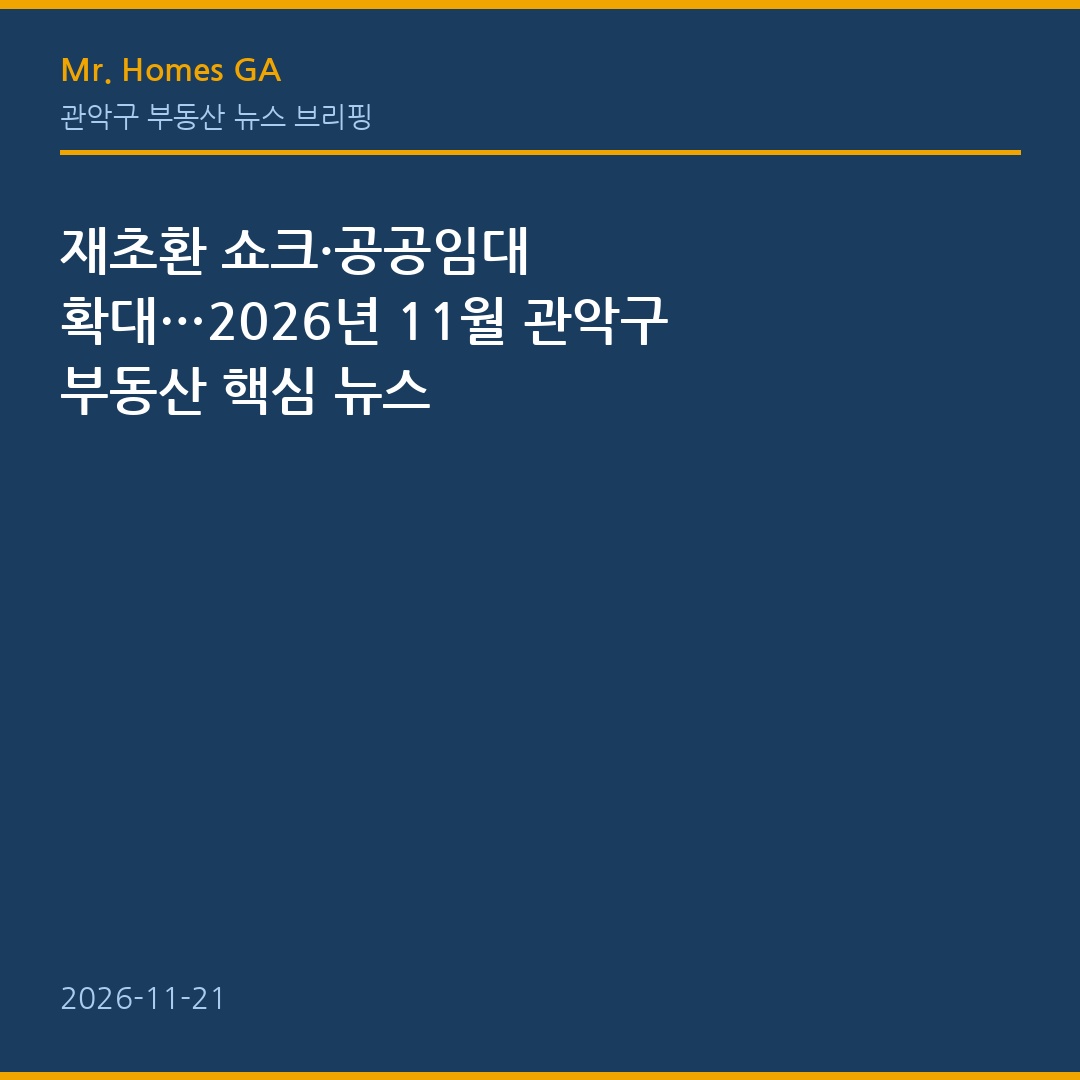 Mr. Homes GA
관악구 부동산 뉴스 브리핑
재초환 쇼크·공공임대
확대…2026년 11월 관악구
부동산 핵심 뉴스
2026-11-21